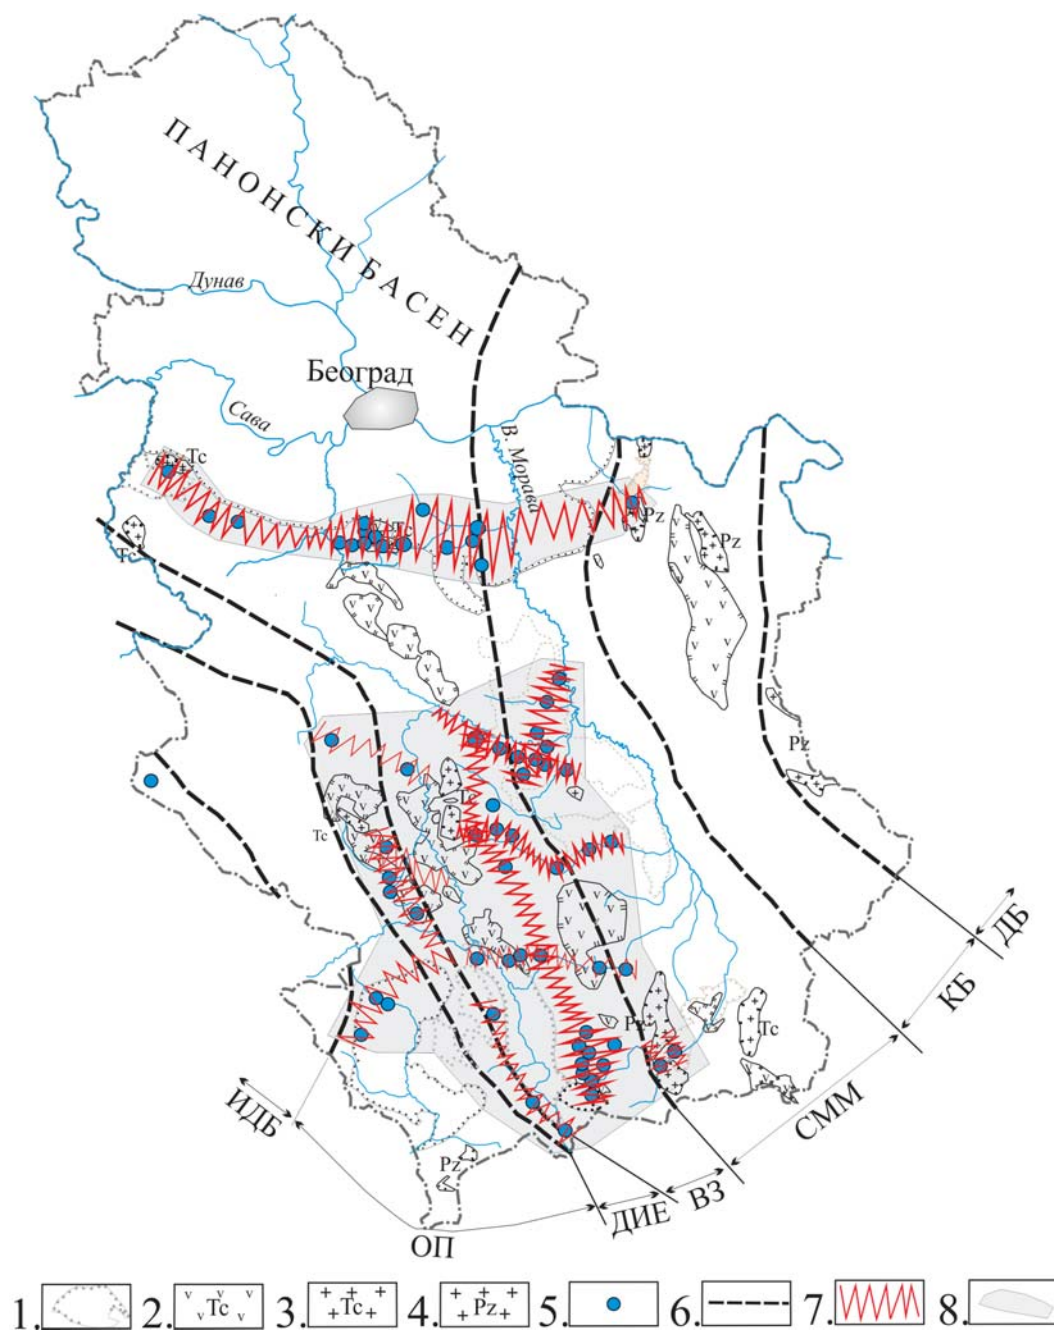 ПАНОНСКИ БАСЕН
Дунав
Београд
Сава
В. Морава
Tc
Tc
Pz
Tc
Pz
Pz
Tc
Tc
Pz
Tc
Pz
ИДБ
ОП
ДИЕ
ВЗ
СММ
КБ
ДБ
1. 2. Tc 3. Tc 4. Pz 5. 6. 7. 8.